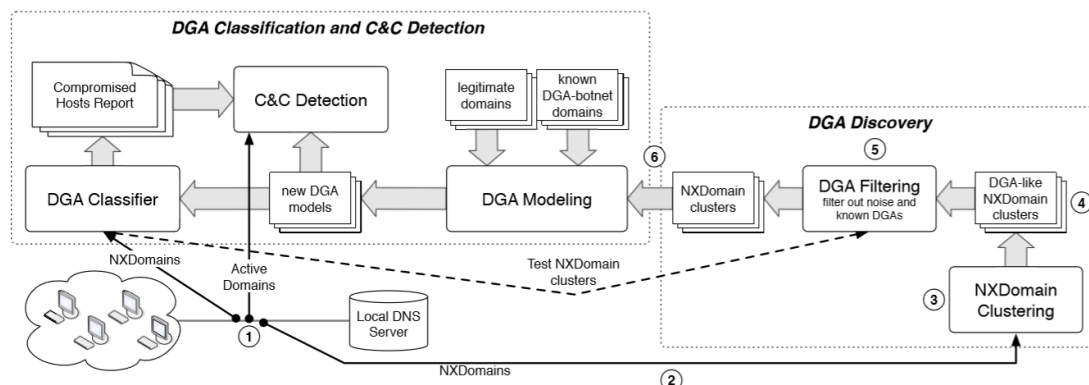 DGA Classification and C&C Detection
Compromised
Hosts Report
C&C Detection
legitimate
domains
known
DGA-botnet
domains
DGA Classifier
new DGA
models
DGA Modeling
6
DGA Discovery
5
NXDomain
clusters
DGA Filtering
filter out noise and
known DGAs
DGA-like
NXDomain
clusters
4
NXDomains
Active
Domains
Test NXDomain
clusters
3
NXDomain
Clustering
1
Local DNS
Server
NXDomains
2